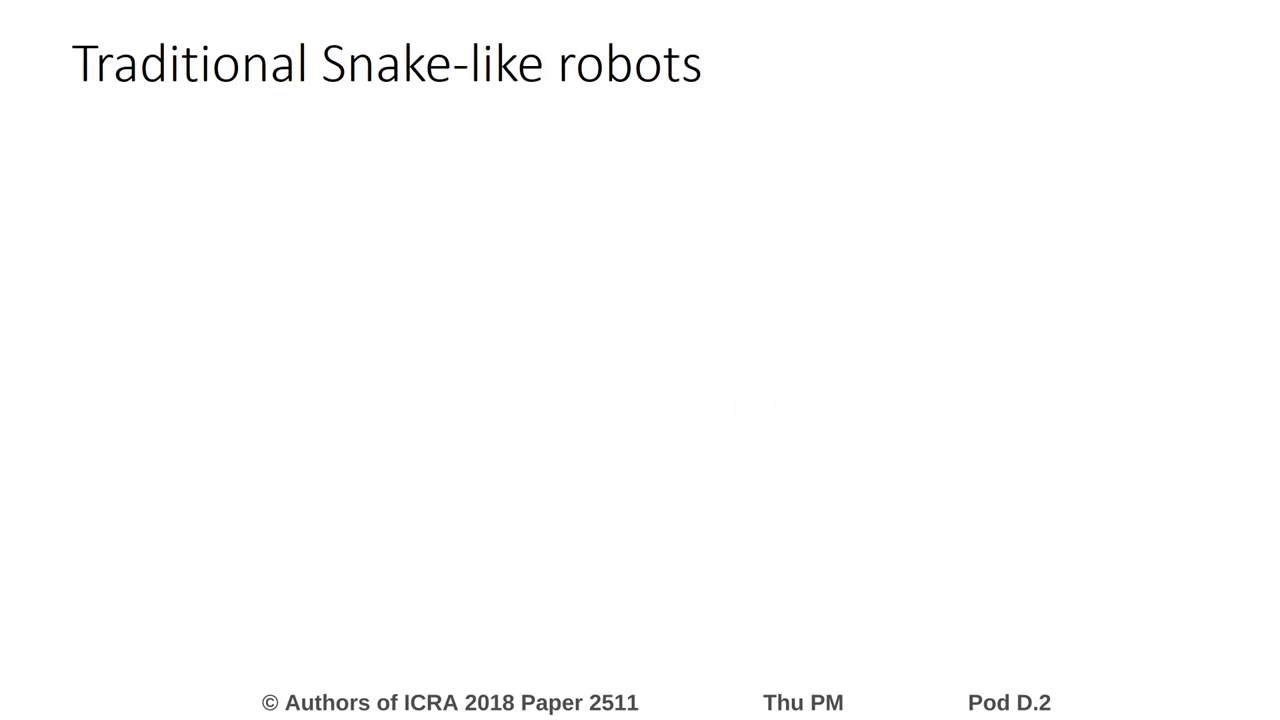 Traditional Snake-like robots
© Authors of ICRA 2018 Paper 2511 Thu PM Pod D.2